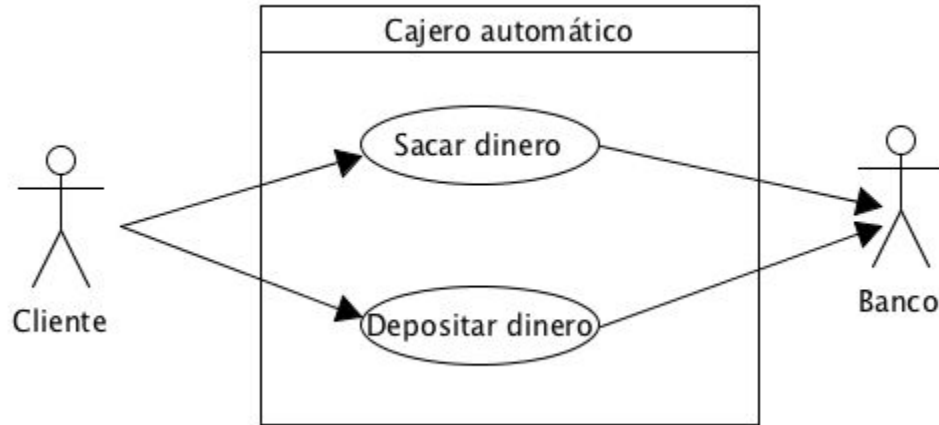 Cajero automático
Sacar dinero
Depositar dinero
Cliente
Banco